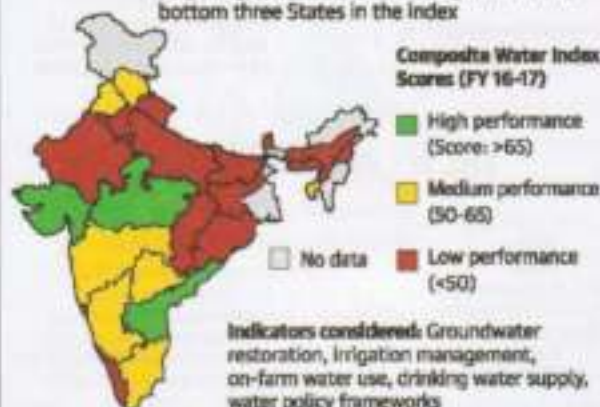 bottom three States in the index
Composite Water Index
Scores (FY 16-17)
High performance
(Score: >65)
Medium performance
(50-65)
No data
Low performance
(<50)
Indicators considered: Groundwater
restoration, irrigation management,
on-farm water use, drinking water supply,
water policy frameworks